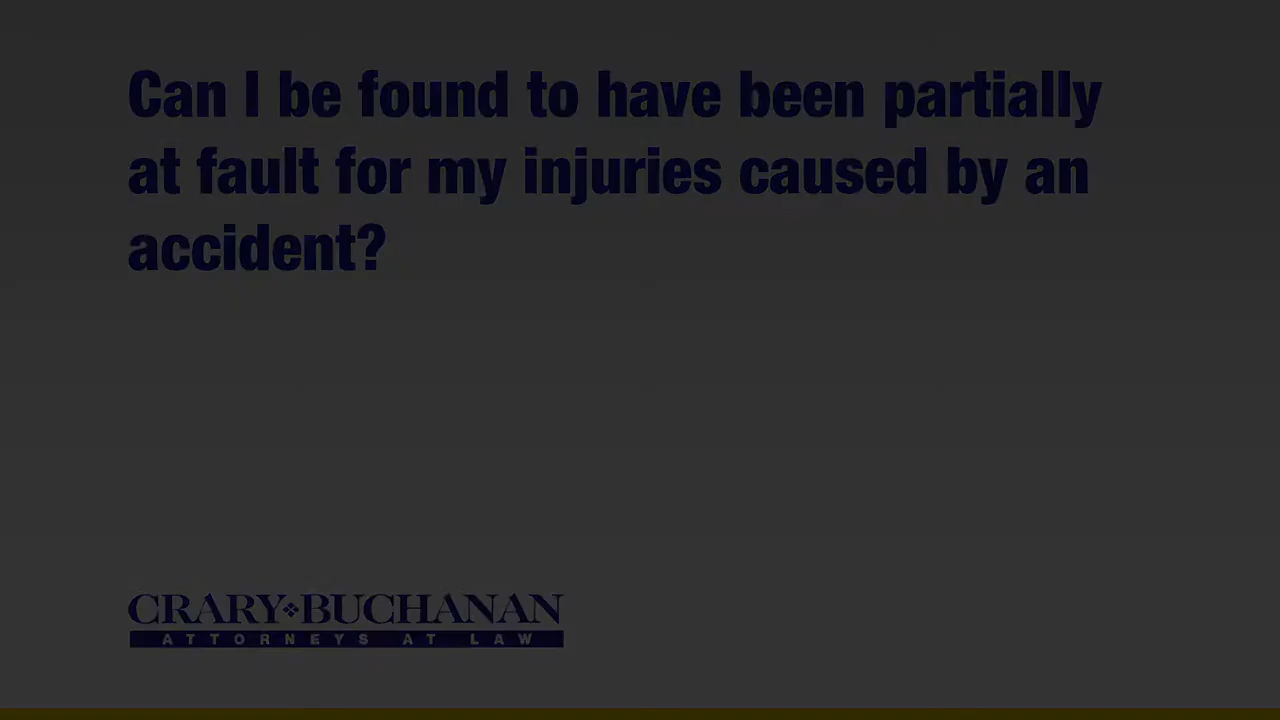 Can I be found to have been partially
at fault for my injuries caused by an
accident?
CRARY BUCHANAN
ATTORNEYS AT LAW